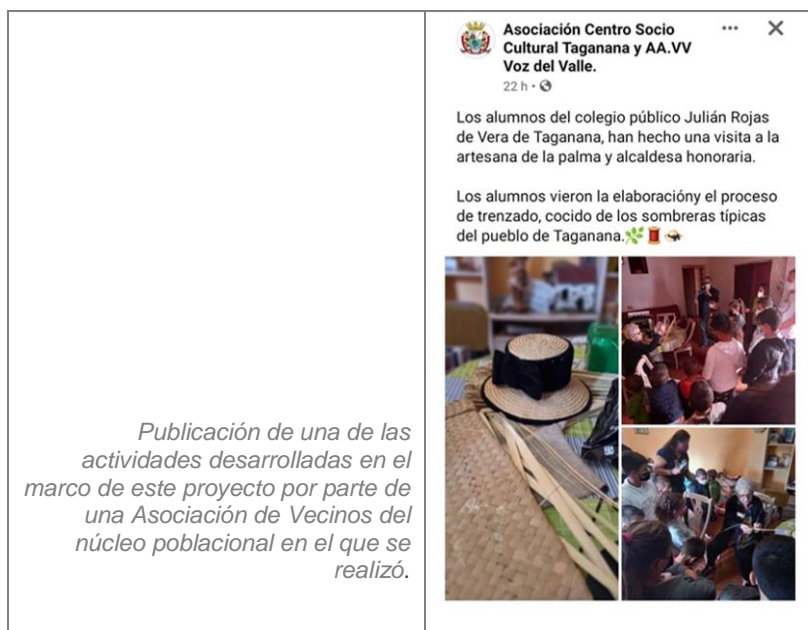 Publicación de una de las
actividades desarrolladas en el
marco de este proyecto por parte de
una Asociación de Vecinos del
núcleo poblacional en el que se
realizó.
Asociación Centro Socio
Cultural Taganana y AA.VV
Voz del Valle.
22 h
Los alumnos del colegio público Julián Rojas
de Vera de Taganana, han hecho una visita a la
artesana de la palma y alcaldesa honoraria.
Los alumnos vieron la elaboracióny el proceso
de trenzado, cocido de los sombreras típicas
del pueblo de Taganana.🌿🧵👒